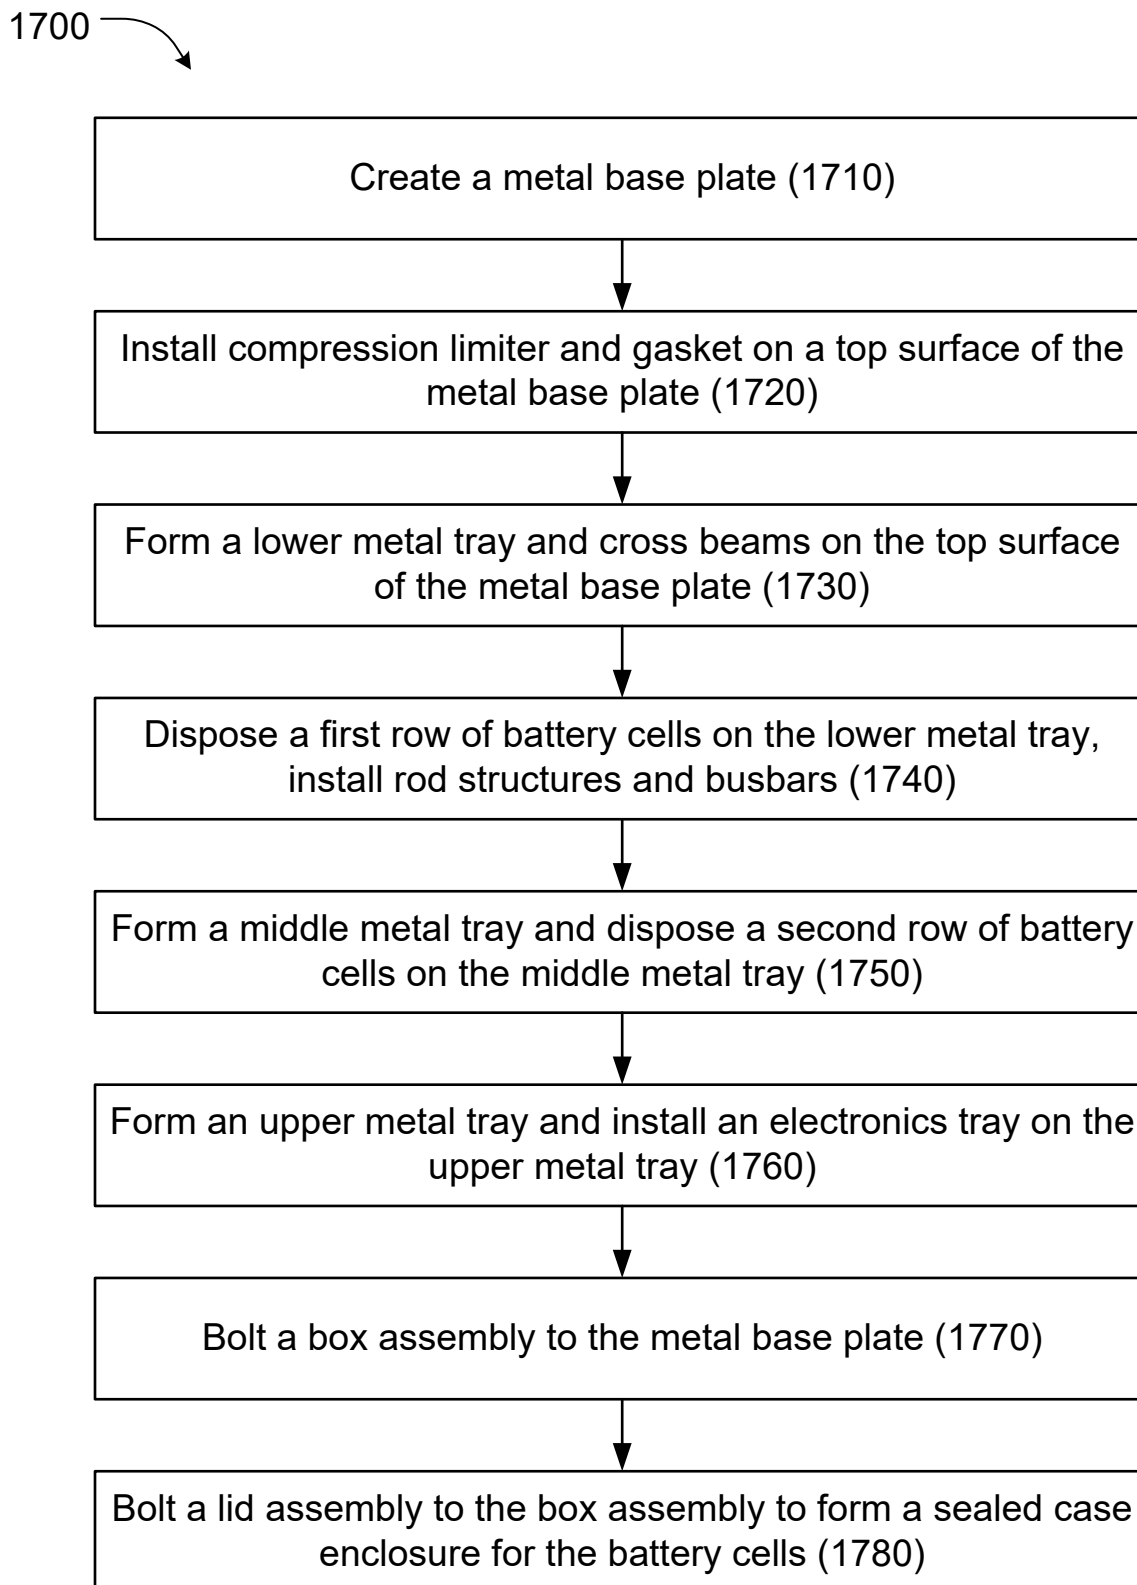 1700
Create a metal base plate (1710)
Install compression limiter and gasket on a top surface of the
metal base plate (1720)
Form a lower metal tray and cross beams on the top surface
of the metal base plate (1730)
Dispose a first row of battery cells on the lower metal tray,
install rod structures and busbars (1740)
Form a middle metal tray and dispose a second row of battery
cells on the middle metal tray (1750)
Form an upper metal tray and install an electronics tray on the
upper metal tray (1760)
Bolt a box assembly to the metal base plate (1770)
Bolt a lid assembly to the box assembly to form a sealed case
enclosure for the battery cells (1780)